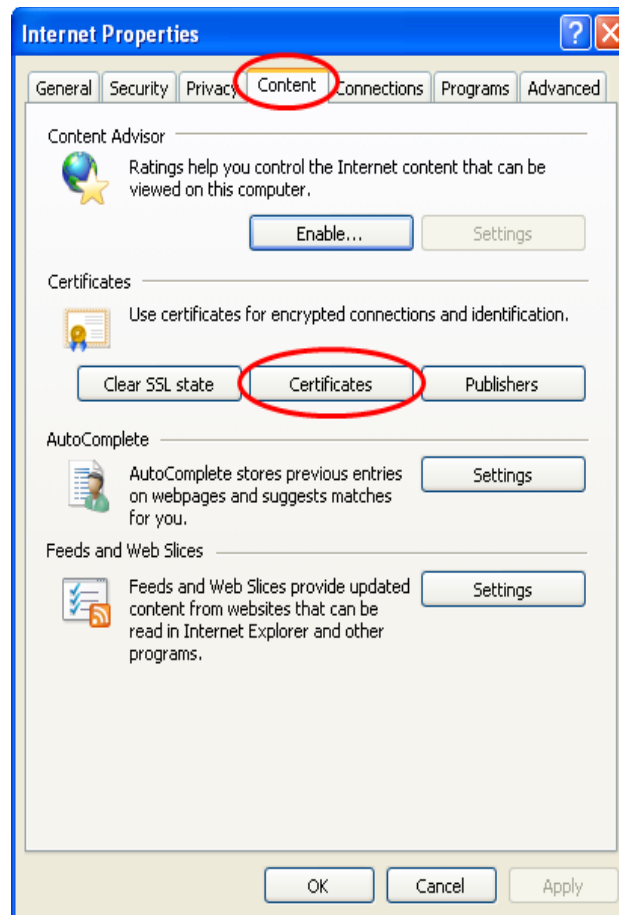 Internet Properties
General Security Privacy Content Connections Programs Advanced
Content Advisor
Ratings help you control the Internet content that can be
viewed on this computer.
Enable... Settings
Certificates
Use certificates for encrypted connections and identification.
Clear SSL state Certificates Publishers
AutoComplete
AutoComplete stores previous entries
on webpages and suggests matches
for you.
Settings
Feeds and Web Slices
Feeds and Web Slices provide updated
content from websites that can be
read in Internet Explorer and other
programs.
Settings
OK Cancel Apply